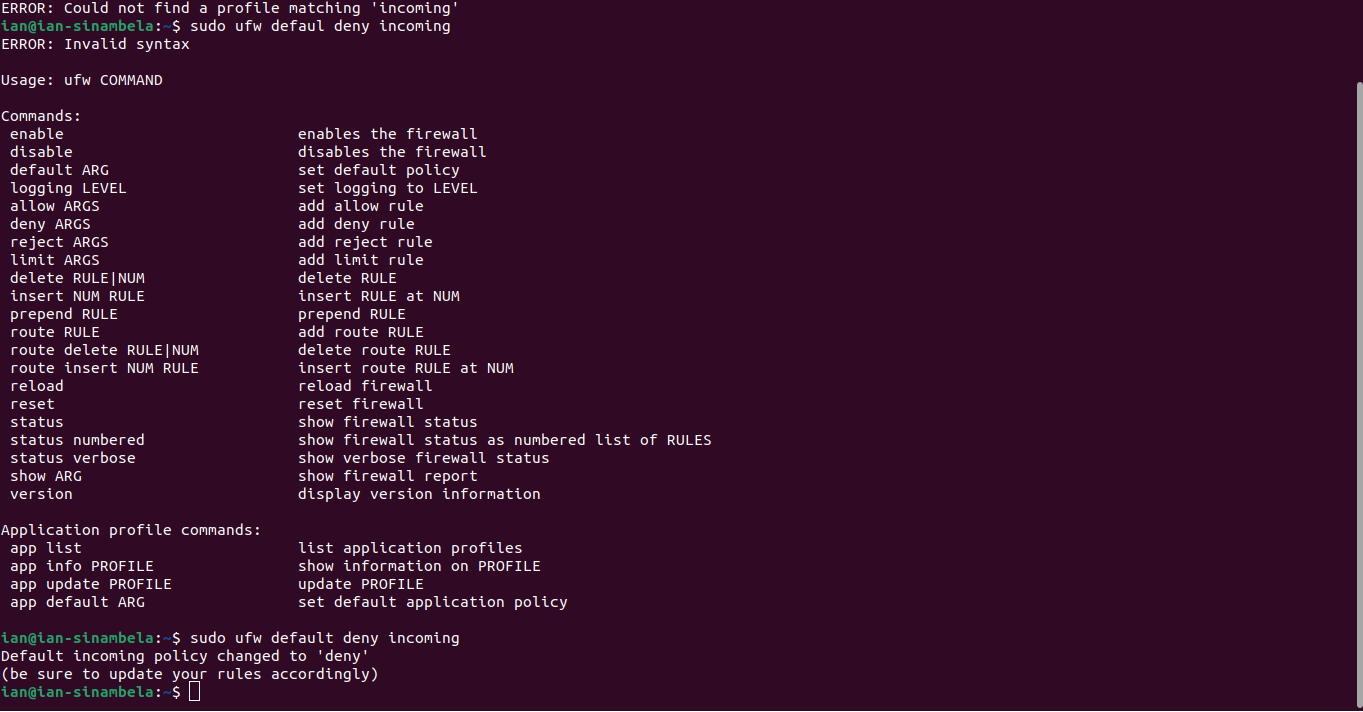 ERROR: Could not find a profile matching 'incoming'
ian@ian-sinambela:~$ sudo ufw defaul deny incoming
ERROR: Invalid syntax

Usage: ufw COMMAND

Commands:
 enable                          enables the firewall
 disable                         disables the firewall
 default ARG                     set default policy
 logging LEVEL                   set logging to LEVEL
 allow ARGS                      add allow rule
 deny ARGS                       add deny rule
 reject ARGS                     add reject rule
 limit ARGS                      add limit rule
 delete RULE|NUM                 delete RULE
 insert NUM RULE                 insert RULE at NUM
 prepend RULE                    prepend RULE
 route RULE                      add route RULE
 route delete RULE|NUM           delete route RULE
 route insert NUM RULE           insert route RULE at NUM
 reload                          reload firewall
 reset                           reset firewall
 status                          show firewall status
 status numbered                 show firewall status as numbered list of RULES
 status verbose                  show verbose firewall status
 show ARG                        show firewall report
 version                         display version information

Application profile commands:
 app list                        list application profiles
 app info PROFILE                show information on PROFILE
 app update PROFILE              update PROFILE
 app default ARG                 set default application policy

ian@ian-sinambela:~$ sudo ufw default deny incoming
Default incoming policy changed to 'deny'
(be sure to update your rules accordingly)
ian@ian-sinambela:~$